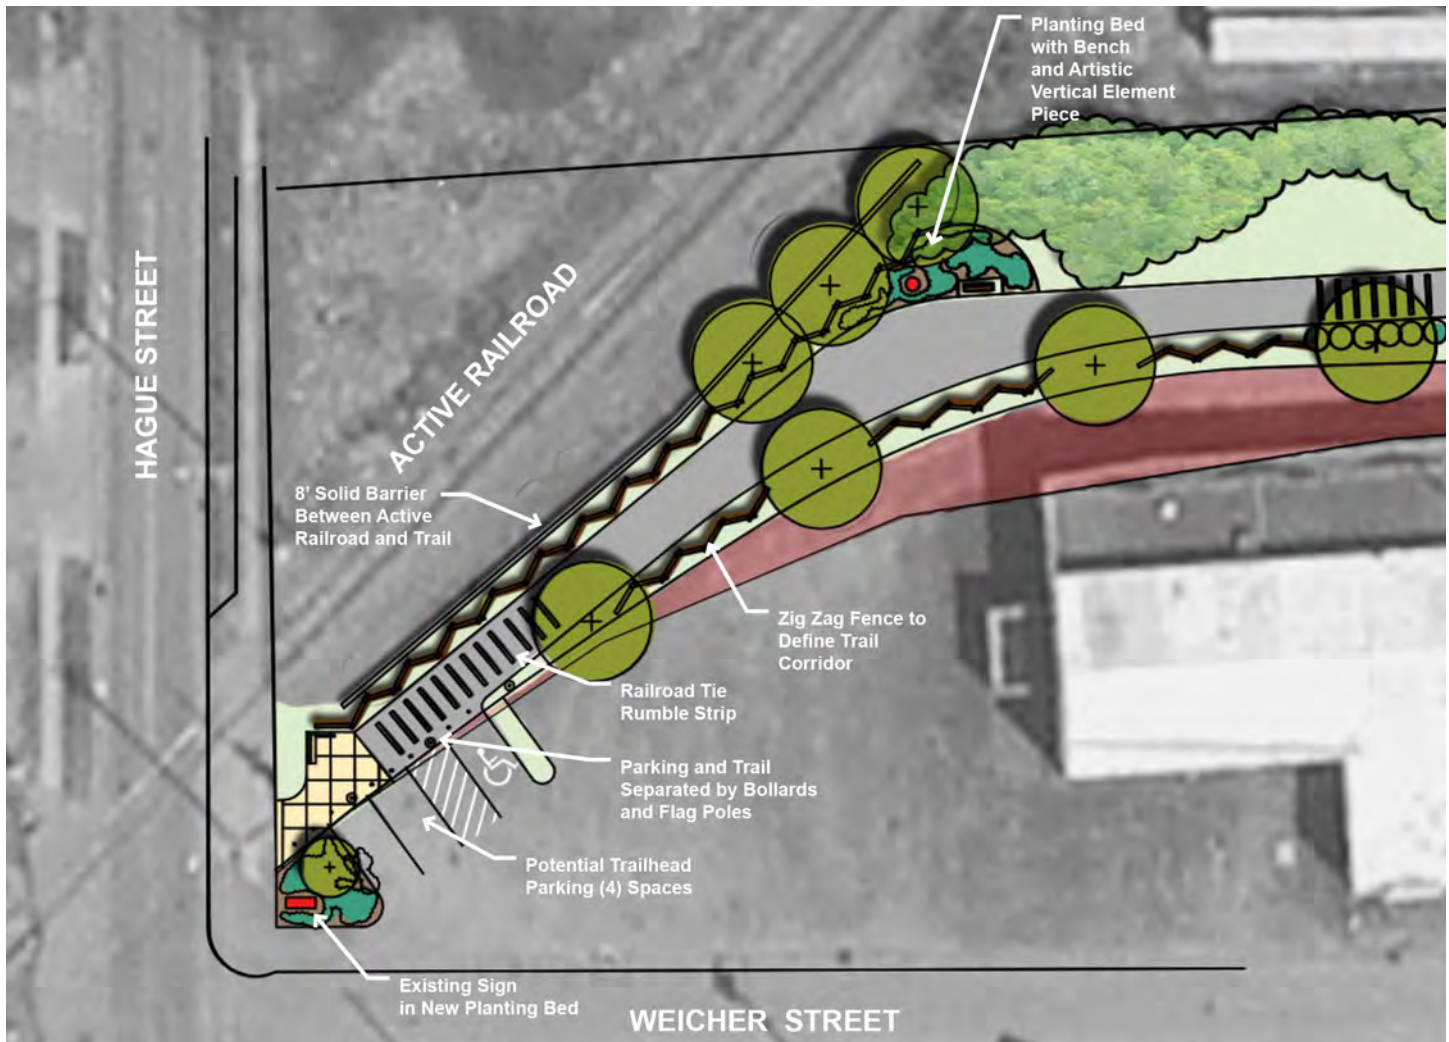 Planting Bed
with Bench
and Artistic
Vertical Element
Piece
HAGUE STREET
ACTIVE RAILROAD
8' Solid Barrier
Between Active
Railroad and Trail
Zig Zag Fence to
Define Trail
Corridor
Railroad Tie
Rumble Strip
Parking and Trail
Separated by Bollards
and Flag Poles
Potential Trailhead
Parking (4) Spaces
Existing Sign
in New Planting Bed
WEICHER STREET